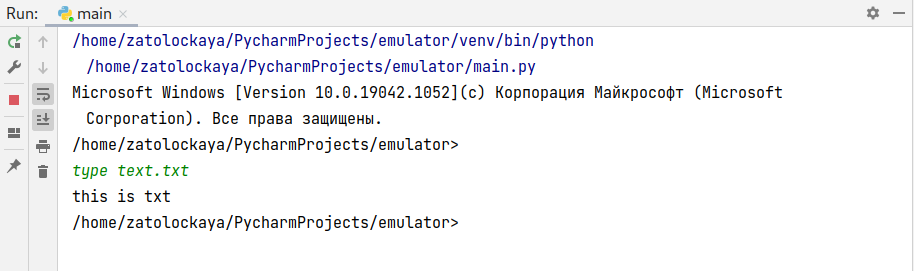 Run: main
/home/zatolockaya/PycharmProjects/emulator/venv/bin/python
/home/zatolockaya/PycharmProjects/emulator/main.py
Microsoft Windows [Version 10.0.19042.1052](c) Корпорация Майкрософт (Microsoft
Corporation). Все права защищены.
/home/zatolockaya/PycharmProjects/emulator>
type text.txt
this is txt
/home/zatolockaya/PycharmProjects/emulator>